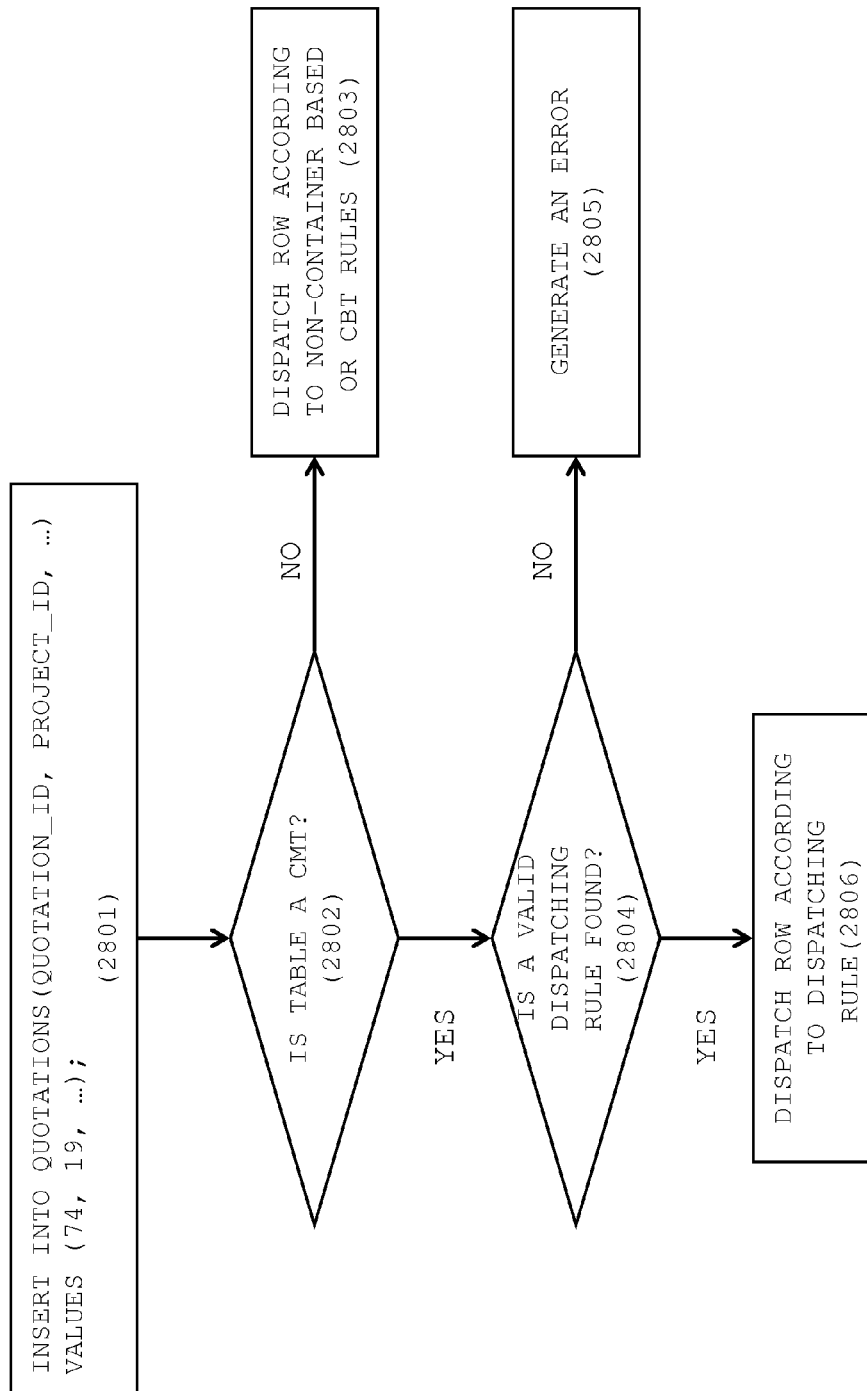 INSERT INTO QUOTATIONS(QUOTATION_ID, PROJECT_ID, …)
VALUES (74, 19, …);
(2801)
IS TABLE A CMT?
(2802)
NO
DISPATCH ROW ACCORDING
TO NON-CONTAINER BASED
OR CBT RULES (2803)
YES
IS A VALID
DISPATCHING
RULE FOUND?
(2804)
NO
GENERATE AN ERROR
(2805)
YES
DISPATCH ROW ACCORDING
TO DISPATCHING
RULE(2806)